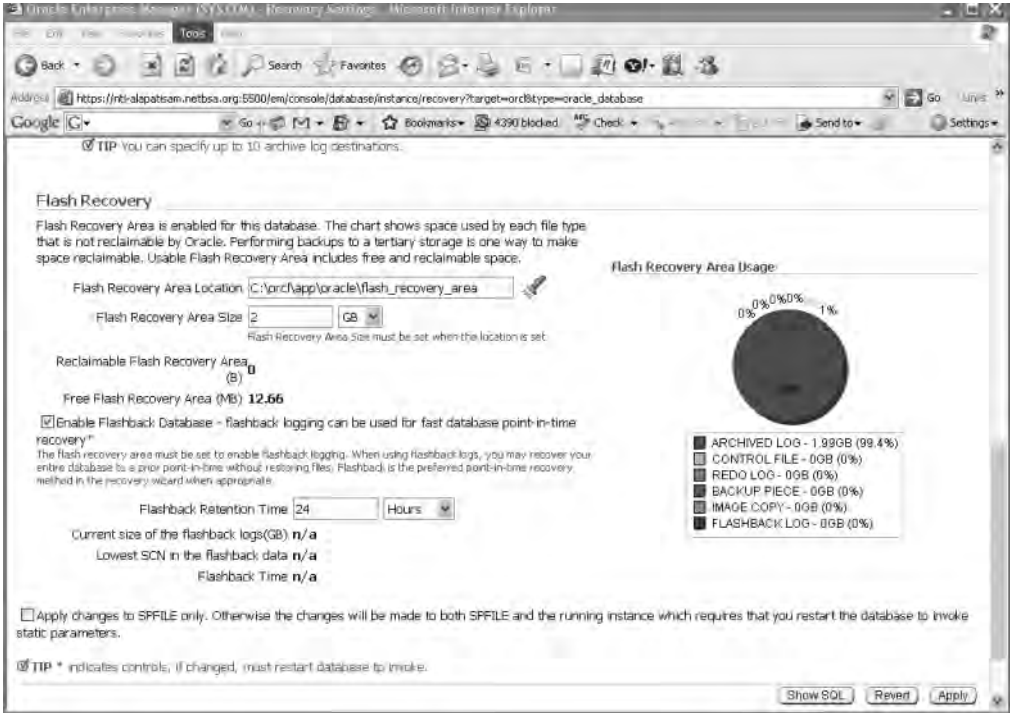 Oracle Enterprise Manager (SYSTEM) - Recovery Settings - Microsoft Internet Explorer
File Edit View Favorites Tools Help
Back Search Favorites
Address https://nti-alapatisam.netbsa.org:5500/em/console/database/instance/recovery?target=orcl&type=oracle_database Go Links
Google G Go Bookmarks 4390 blocked Check Send to Settings
TIP You can specify up to 10 archive log destinations.
Flash Recovery
Flash Recovery Area is enabled for this database. The chart shows space used by each file type
that is not reclaimable by Oracle. Performing backups to a tertiary storage is one way to make
space reclaimable. Usable Flash Recovery Area includes free and reclaimable space.
Flash Recovery Area Location C:\orcl\app\oracle\flash_recovery_area
Flash Recovery Area Size 2 GB
Flash Recovery Area Size must be set when the location is set
Reclaimable Flash Recovery Area
(B) 0
Free Flash Recovery Area (MB) 12.66
Enable Flashback Database - flashback logging can be used for fast database point-in-time
recovery*
The flash recovery area must be set to enable flashback logging. When using flashback logs, you may recover your
entire database to a prior point-in-time without restoring files. Flashback is the preferred point-in-time recovery
method in the recovery wizard when appropriate.
Flashback Retention Time 24 Hours
Current size of the flashback logs(GB) n/a
Lowest SCN in the flashback data n/a
Flashback Time n/a
Flash Recovery Area Usage
0% 0% 0% 0% 1%
ARCHIVED LOG - 1.99GB (99.4%)
CONTROL FILE - 0GB (0%)
REDO LOG - 0GB (0%)
BACKUP PIECE - 0GB (0%)
IMAGE COPY - 0GB (0%)
FLASHBACK LOG - 0GB (0%)
Apply changes to SPFILE only. Otherwise the changes will be made to both SPFILE and the running instance which requires that you restart the database to invoke
static parameters.
TIP * indicates controls, if changed, must restart database to invoke.
Show SQL Revert Apply